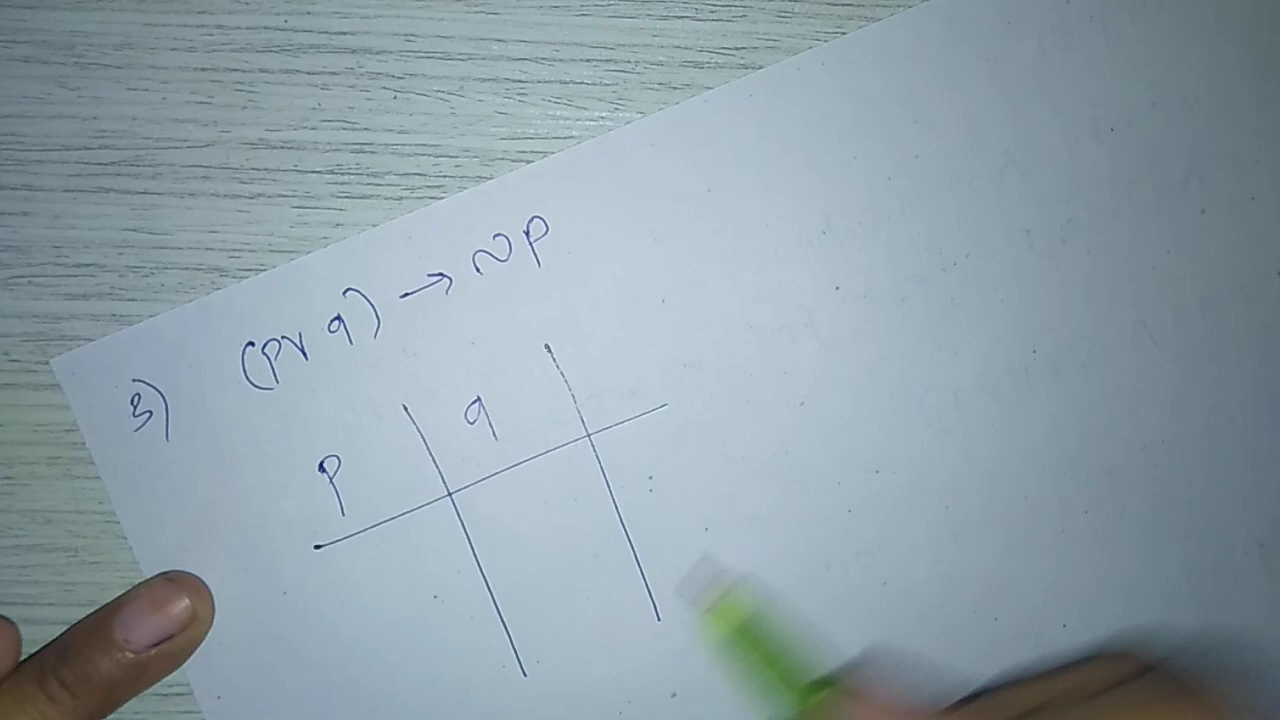 3) (p∨q) → ~p
p q